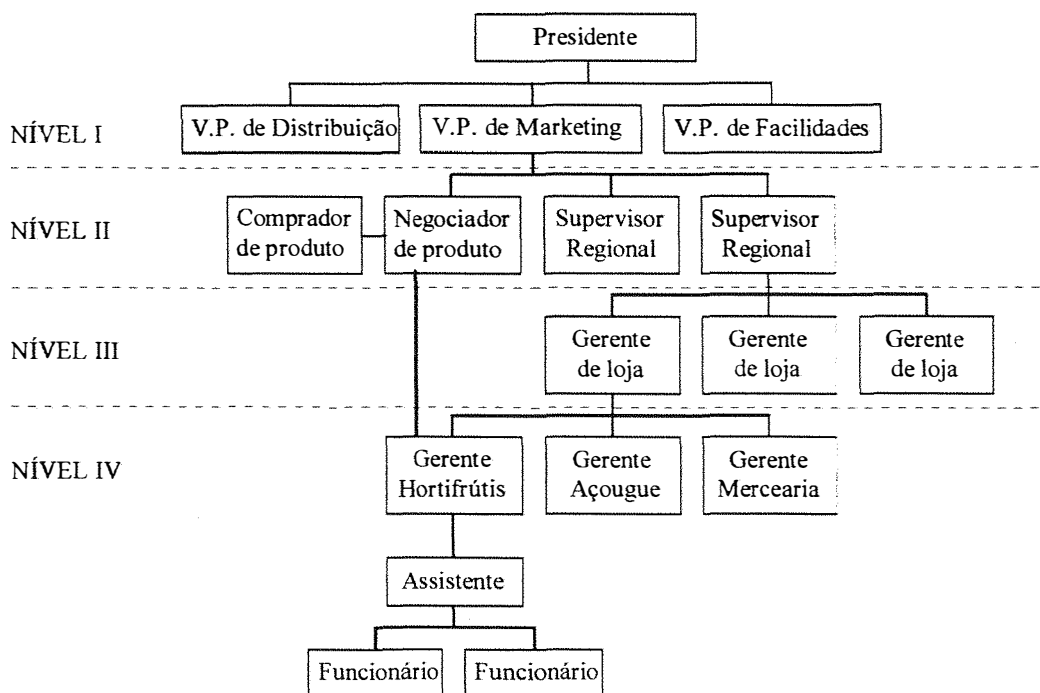 Presidente
NÍVEL I
V.P. de Distribuição
V.P. de Marketing
V.P. de Facilidades
NÍVEL II
Comprador
de produto
Negociador
de produto
Supervisor
Regional
Supervisor
Regional
NÍVEL III
Gerente
de loja
Gerente
de loja
Gerente
de loja
NÍVEL IV
Gerente
Hortifrútis
Gerente
Açougue
Gerente
Mercearia
Assistente
Funcionário
Funcionário